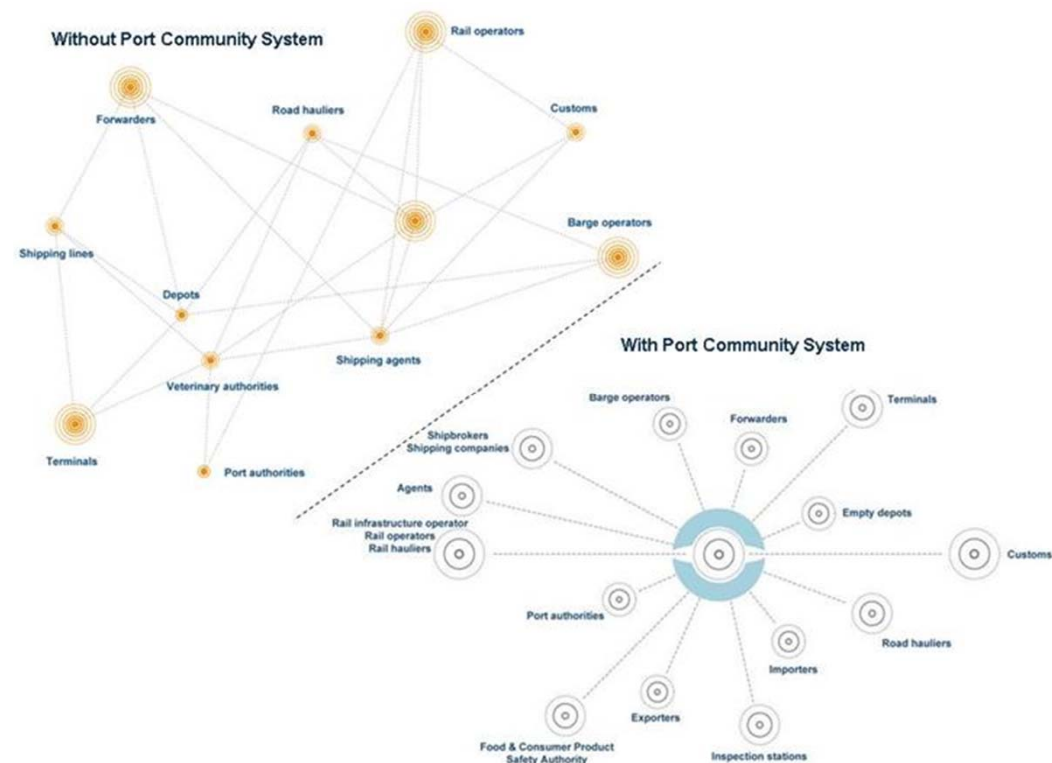 Without Port Community System
Rail operators
Forwarders
Road hauliers
Customs
Shipping lines
Barge operators
Depots
Shipping agents
Veterinary authorities
Terminals
Port authorities
With Port Community System
Barge operators
Forwarders
Terminals
Shipbrokers
Shipping companies
Agents
Empty depots
Rail infrastructure operator
Rail operators
Rail hauliers
Customs
Port authorities
Road hauliers
Importers
Exporters
Food & Consumer Product
Safety Authority
Inspection stations